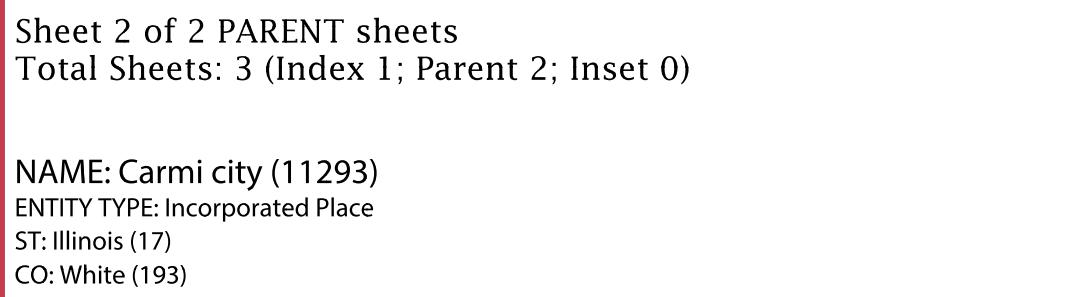 Sheet 2 of 2 PARENT sheets
Total Sheets: 3 (Index 1; Parent 2; Inset 0)
NAME: Carmi city (11293)
ENTITY TYPE: Incorporated Place
ST: Illinois (17)
CO: White (193)